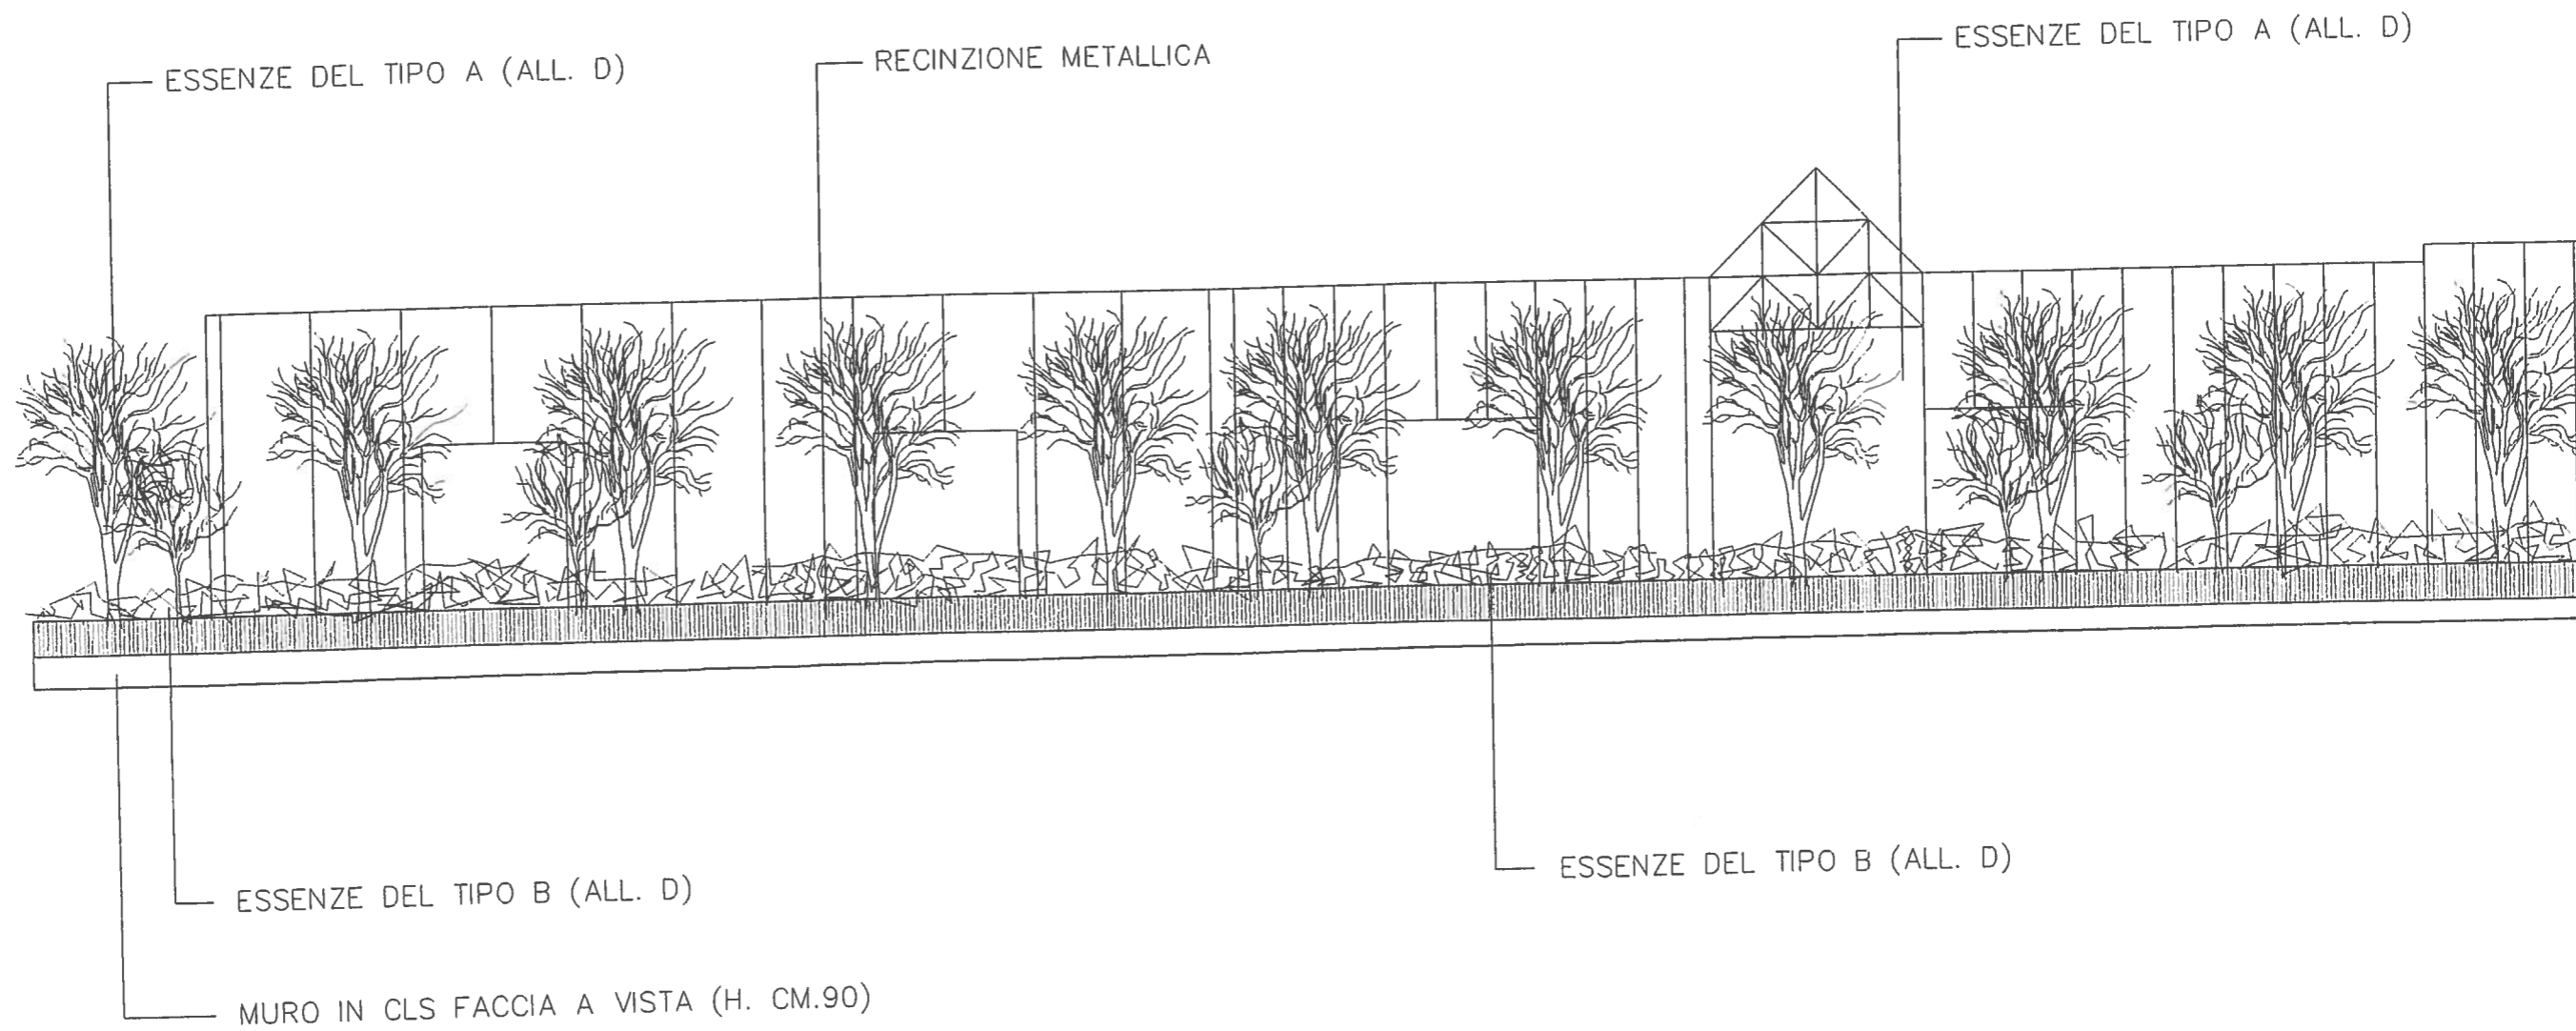 ESSENZE DEL TIPO A (ALL. D)
RECINZIONE METALLICA
ESSENZE DEL TIPO A (ALL. D)
ESSENZE DEL TIPO B (ALL. D)
ESSENZE DEL TIPO B (ALL. D)
MURO IN CLS FACCIA A VISTA (H. CM.90)